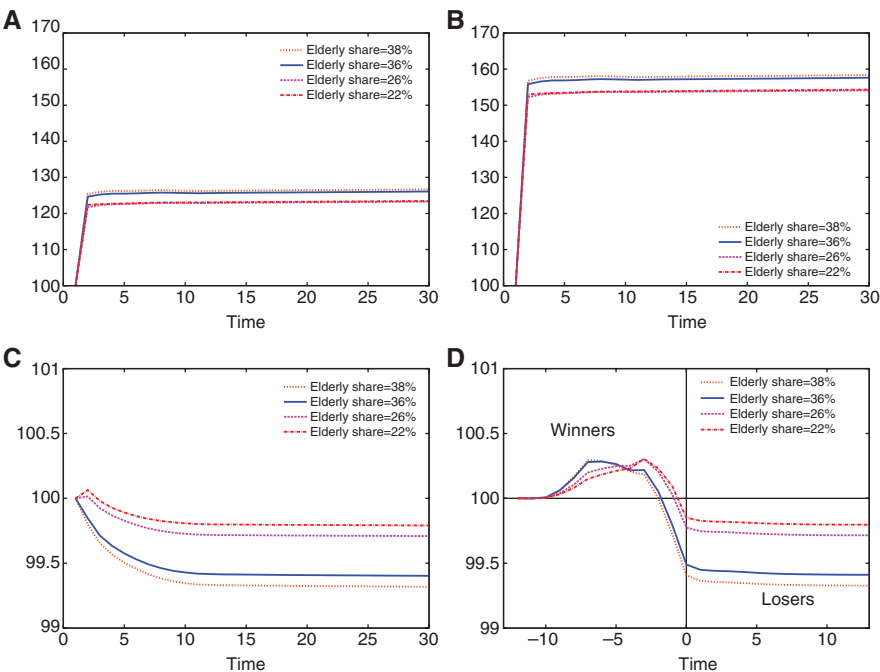 A
170
160
150
140
130
120
110
100
0 5 10 15 20 25 30
Time
Elderly share=38%
Elderly share=36%
Elderly share=26%
Elderly share=22%
B
170
160
150
140
130
120
110
100
0 5 10 15 20 25 30
Time
Elderly share=38%
Elderly share=36%
Elderly share=26%
Elderly share=22%
C
101
100.5
100
99.5
99
0 5 10 15 20 25 30
Time
Elderly share=38%
Elderly share=36%
Elderly share=26%
Elderly share=22%
D
101
100.5
100
99.5
99
−10 −5 0 5 10
Time
Elderly share=38%
Elderly share=36%
Elderly share=26%
Elderly share=22%
Winners
Losers